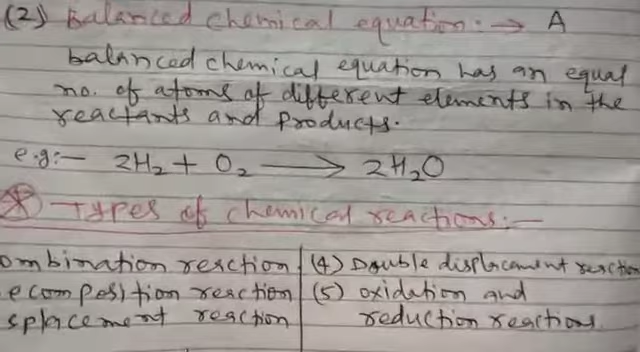 (2) Balanced chemical equation :→ A
balanced chemical equation has an equal
no. of atoms of different elements in the
reactants and products.
e.g:- 2H₂ + O₂ → 2H₂O
Types of chemical reactions :-
ombination reaction
ecomposition reaction
splacement reaction
(4) Double displacement reaction
(5) oxidation and
reduction reactions.